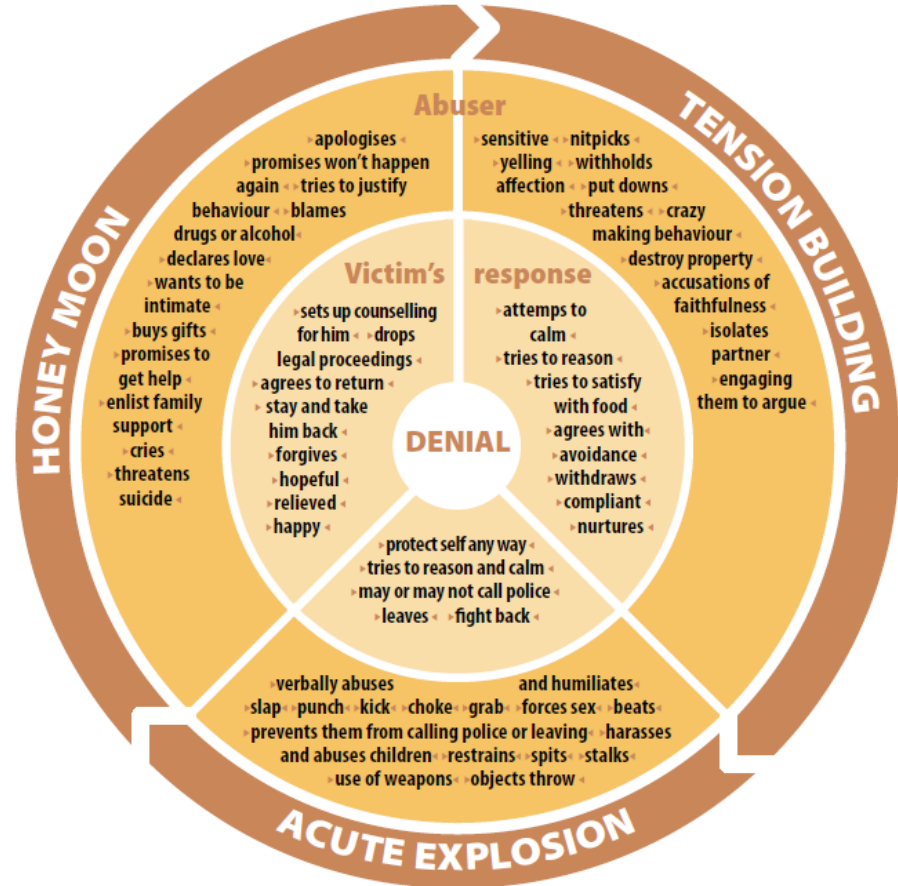 HONEY MOON
TENSION BUILDING
ACUTE EXPLOSION
Abuser
▸apologises◂
▸promises won't happen
again◂ ▸tries to justify
behaviour◂ ▸blames
drugs or alcohol◂
▸declares love◂
▸wants to be
intimate◂
▸buys gifts◂
▸promises to
get help◂
▸enlist family
support◂
▸cries◂
▸threatens
suicide◂
▸sensitive◂ ▸nitpicks◂
▸yelling◂ ▸withholds
affection◂ ▸put downs◂
▸threatens◂ ▸crazy
making behaviour◂
▸destroy property◂
▸accusations of
faithfulness◂
▸isolates
partner◂
▸engaging
them to argue◂
Victim's response
▸sets up counselling
for him◂ ▸drops
legal proceedings◂
▸agrees to return◂
▸stay and take
him back◂
▸forgives◂
▸hopeful◂
▸relieved◂
▸happy◂
▸attemps to
calm◂
▸tries to reason◂
▸tries to satisfy
with food◂
▸agrees with◂
▸avoidance◂
▸withdraws◂
▸compliant◂
▸nurtures◂
DENIAL
▸protect self any way◂
▸tries to reason and calm◂
▸may or may not call police◂
▸leaves◂ ▸fight back◂
▸verbally abuses and humiliates◂
▸slap◂ ▸punch◂ ▸kick◂ ▸choke◂ ▸grab◂ ▸forces sex◂ ▸beats◂
▸prevents them from calling police or leaving◂ ▸harasses
and abuses children◂ ▸restrains◂ ▸spits◂ ▸stalks◂
▸use of weapons◂ ▸objects throw◂